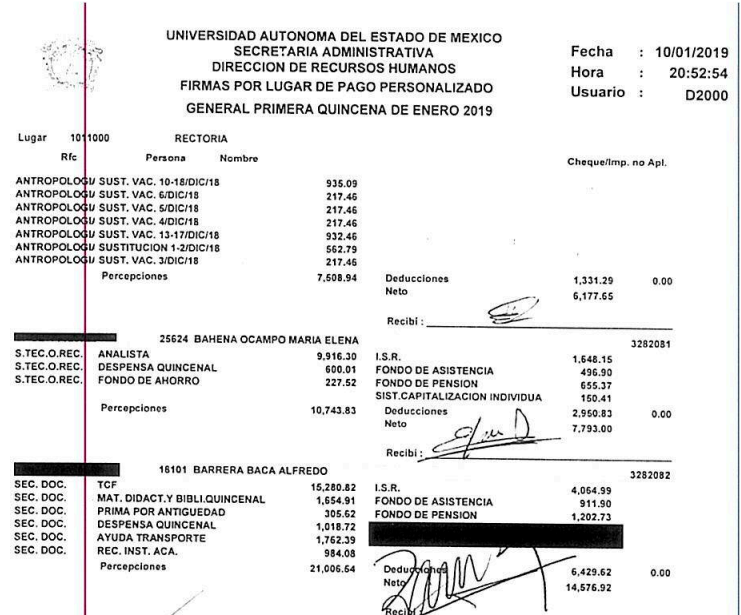 UNIVERSIDAD AUTONOMA DEL ESTADO DE MEXICO
SECRETARIA ADMINISTRATIVA
DIRECCION DE RECURSOS HUMANOS
FIRMAS POR LUGAR DE PAGO PERSONALIZADO
GENERAL PRIMERA QUINCENA DE ENERO 2019
Fecha : 10/01/2019
Hora : 20:52:54
Usuario : D2000
Lugar 1011000 RECTORIA
Rfc Persona Nombre Cheque/Imp. no Apl.
ANTROPOLOGI/ SUST. VAC. 10-18/DIC/18 935.09
ANTROPOLOGI/ SUST. VAC. 6/DIC/18 217.46
ANTROPOLOGI/ SUST. VAC. 5/DIC/18 217.46
ANTROPOLOGI/ SUST. VAC. 4/DIC/18 217.46
ANTROPOLOGI/ SUST. VAC. 13-17/DIC/18 932.46
ANTROPOLOGI/ SUSTITUCION 1-2/DIC/18 562.79
ANTROPOLOGI/ SUST. VAC. 3/DIC/18 217.46
Percepciones 7,508.94 Deducciones 1,331.29 0.00
Neto 6,177.65
Recibi :
25624 BAHENA OCAMPO MARIA ELENA 3282081
S.TEC.O.REC. ANALISTA 9,916.30 I.S.R. 1,648.15
S.TEC.O.REC. DESPENSA QUINCENAL 600.01 FONDO DE ASISTENCIA 496.90
S.TEC.O.REC. FONDO DE AHORRO 227.52 FONDO DE PENSION 655.37
SIST.CAPITALIZACION INDIVIDUA 150.41
Percepciones 10,743.83 Deducciones 2,950.83 0.00
Neto 7,793.00
Recibi :
16101 BARRERA BACA ALFREDO 3282082
SEC. DOC. TCF 15,280.82 I.S.R. 4,064.99
SEC. DOC. MAT. DIDACT.Y BIBLI.QUINCENAL 1,654.91 FONDO DE ASISTENCIA 911.90
SEC. DOC. PRIMA POR ANTIGUEDAD 305.62 FONDO DE PENSION 1,202.73
SEC. DOC. DESPENSA QUINCENAL 1,018.72
SEC. DOC. AYUDA TRANSPORTE 1,762.39
SEC. DOC. REC. INST. ACA. 984.08
Percepciones 21,006.54 Deducciones 6,429.62 0.00
Neto 14,576.92
Recibi :